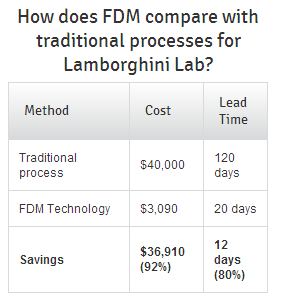 How does FDM compare with
traditional processes for
Lamborghini Lab?
Method Cost Lead Time
Traditional process $40,000 120 days
FDM Technology $3,090 20 days
Savings $36,910 (92%) 12 days (80%)